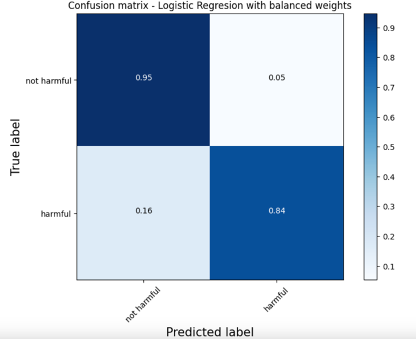 Confusion matrix - Logistic Regresion with balanced weights
not harmful
0.95
0.05
harmful
0.16
0.84
not harmful
harmful
True label
Predicted label
0.9
0.8
0.7
0.6
0.5
0.4
0.3
0.2
0.1